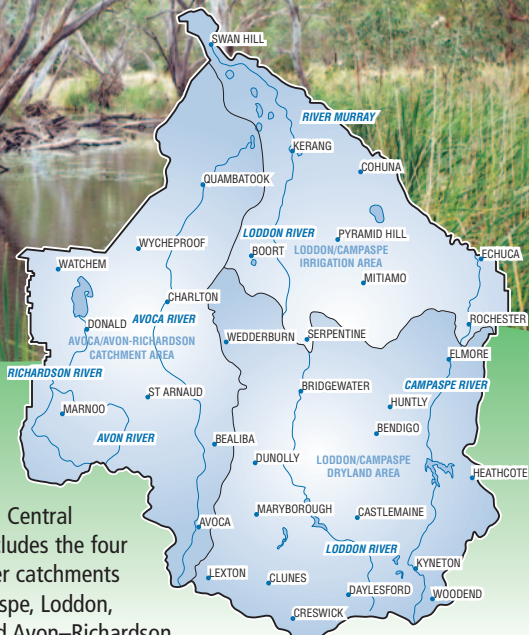 SWAN HILL
RIVER MURRAY
KERANG
COHUNA
QUAMBATOOK
LODDON RIVER
PYRAMID HILL
WYCHEPROOF
BOORT
LODDON/CAMPASPE
IRRIGATION AREA
ECHUCA
WATCHEM
MITIAMO
CHARLTON
DONALD
AVOCA RIVER
ROCHESTER
AVOCA/AVON-RICHARDSON
CATCHMENT AREA
WEDDERBURN
SERPENTINE
ELMORE
RICHARDSON RIVER
BRIDGEWATER
CAMPASPE RIVER
ST ARNAUD
HUNTLY
MARNOO
BENDIGO
AVON RIVER
BEALIBA
DUNOLLY
LODDON/CAMPASPE
DRYLAND AREA
HEATHCOTE
MARYBOROUGH
CASTLEMAINE
AVOCA
LODDON RIVER
KYNETON
LEXTON
CLUNES
DAYLESFORD
WOODEND
CRESWICK
Central
the four
catchments
Loddon,
Avon–Richardson